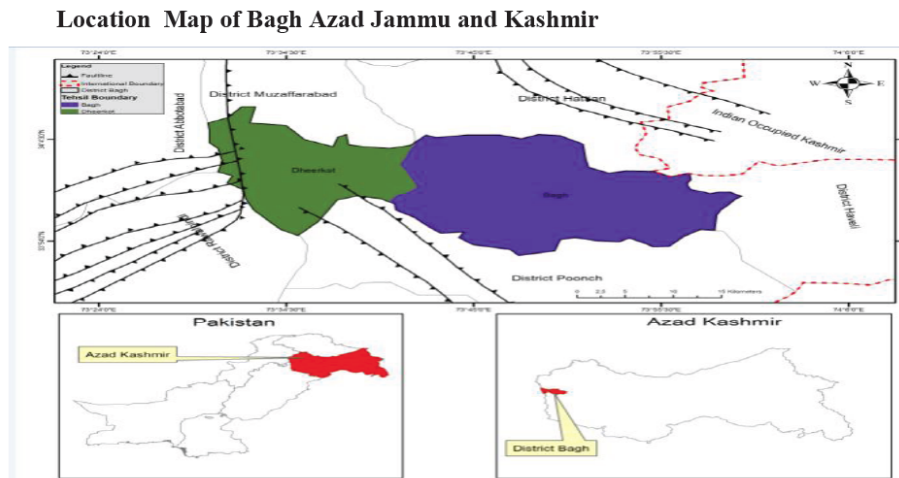 Location Map of Bagh Azad Jammu and Kashmir
73°24'0"E 73°34'30"E 73°45'0"E 73°55'30"E 74°6'0"E
Legend
Faultline
International Boundary
District Bagh
Tehsil Boundary
Bagh
Dheerkot
District Muzaffarabad
District Hattian
N
W E
S
Indian Occupied Kashmir
District Abbottabad
Dheerkot
Bagh
District Haveli
District Poonch
0 2.5 5 10 15 Kilometers
73°24'0"E 73°34'30"E 73°45'0"E 73°55'30"E 74°6'0"E
Pakistan
Azad Kashmir
Azad Kashmir
District Bagh